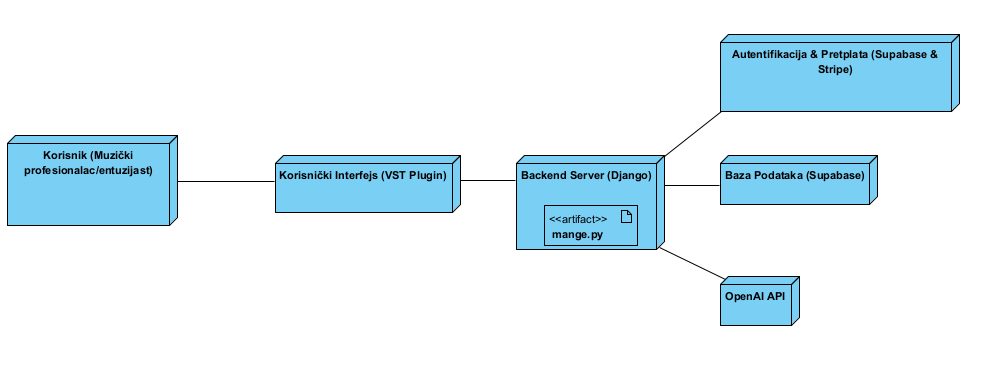 Autentifikacija & Pretplata (Supabase &
Stripe)
Korisnik (Muzički
profesionalac/entuzijast)
Korisnički Interfejs (VST Plugin)
Backend Server (Django)
<<artifact>>
mange.py
Baza Podataka (Supabase)
OpenAI API